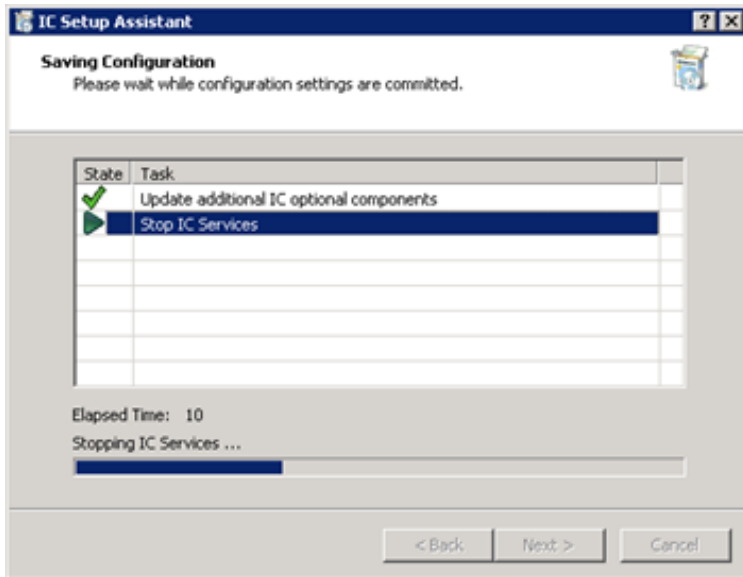 IC Setup Assistant
Saving Configuration
Please wait while configuration settings are committed.
State Task
Update additional IC optional components
Stop IC Services
Elapsed Time: 10
Stopping IC Services ...
< Back Next > Cancel